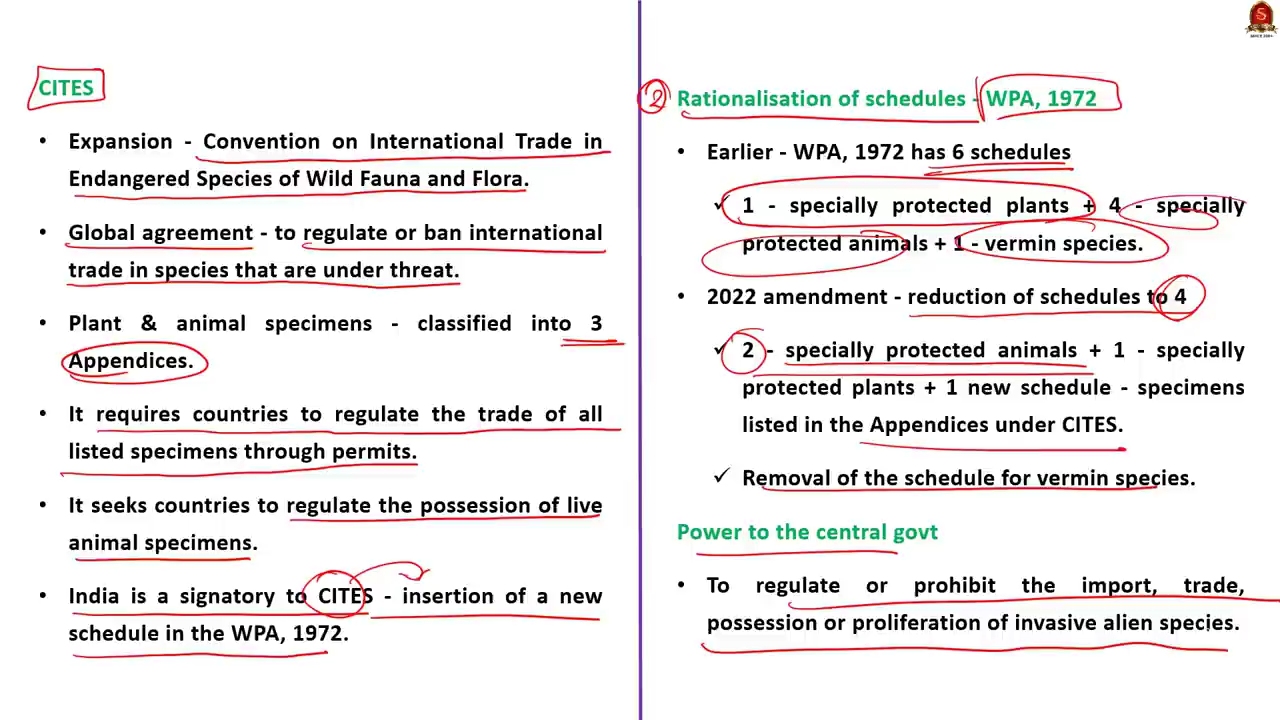 CITES
• Expansion - Convention on International Trade in
Endangered Species of Wild Fauna and Flora.
• Global agreement - to regulate or ban international
trade in species that are under threat.
• Plant & animal specimens - classified into 3
Appendices.
• It requires countries to regulate the trade of all
listed specimens through permits.
• It seeks countries to regulate the possession of live
animal specimens.
• India is a signatory to CITES - insertion of a new
schedule in the WPA, 1972.
2 Rationalisation of schedules - WPA, 1972
• Earlier - WPA, 1972 has 6 schedules
✓ 1 - specially protected plants + 4 - specially
protected animals + 1 - vermin species.
• 2022 amendment - reduction of schedules to 4
✓ 2 - specially protected animals + 1 - specially
protected plants + 1 new schedule - specimens
listed in the Appendices under CITES.
✓ Removal of the schedule for vermin species.
Power to the central govt
• To regulate or prohibit the import, trade,
possession or proliferation of invasive alien species.